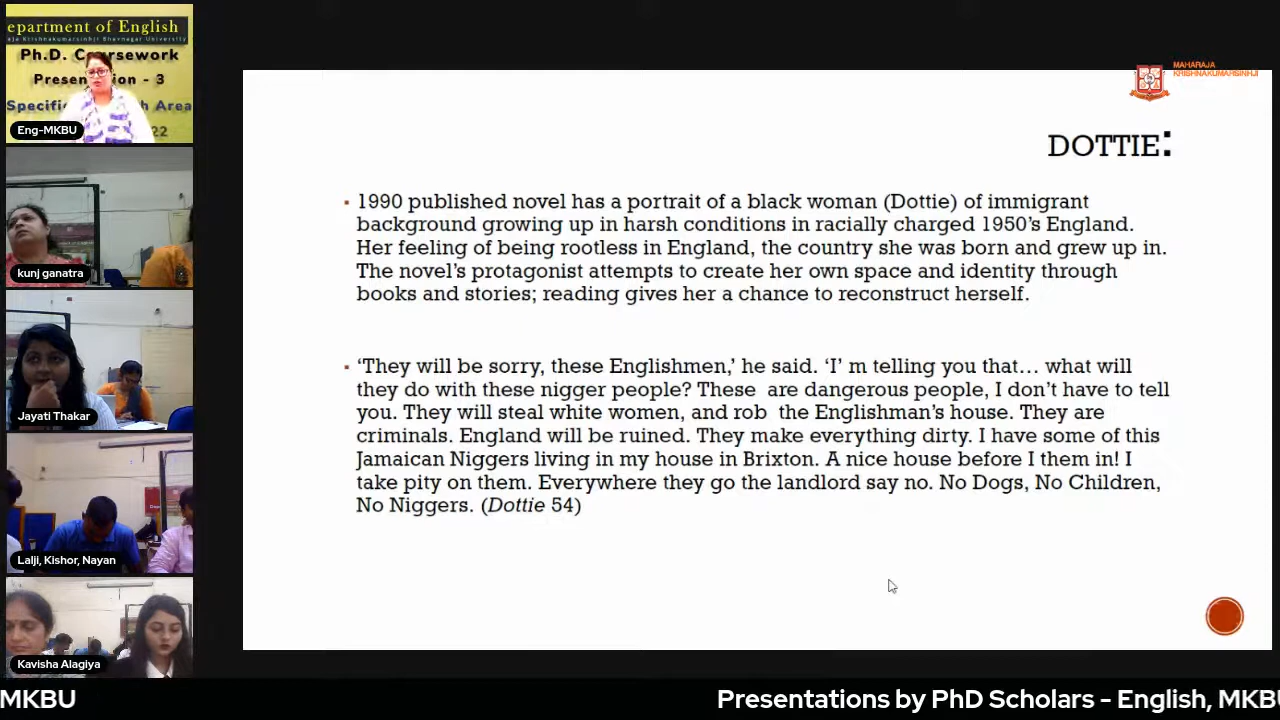 epartment of English
Ph.D. Coursework
Eng-MKBU
kunj ganatra
Jayati Thakar
Lalji, Kishor, Nayan
Kavisha Alagiya
MAHARAJA
KRISHNAKUMARSINHJI
DOTTIE:
▪ 1990 published novel has a portrait of a black woman (Dottie) of immigrant
background growing up in harsh conditions in racially charged 1950's England.
Her feeling of being rootless in England, the country she was born and grew up in.
The novel's protagonist attempts to create her own space and identity through
books and stories; reading gives her a chance to reconstruct herself.
▪ 'They will be sorry, these Englishmen,' he said. 'I' m telling you that... what will
they do with these nigger people? These are dangerous people, I don't have to tell
you. They will steal white women, and rob the Englishman's house. They are
criminals. England will be ruined. They make everything dirty. I have some of this
Jamaican Niggers living in my house in Brixton. A nice house before I them in! I
take pity on them. Everywhere they go the landlord say no. No Dogs, No Children,
No Niggers. (Dottie 54)
MKBU
Presentations by PhD Scholars - English, MKBU